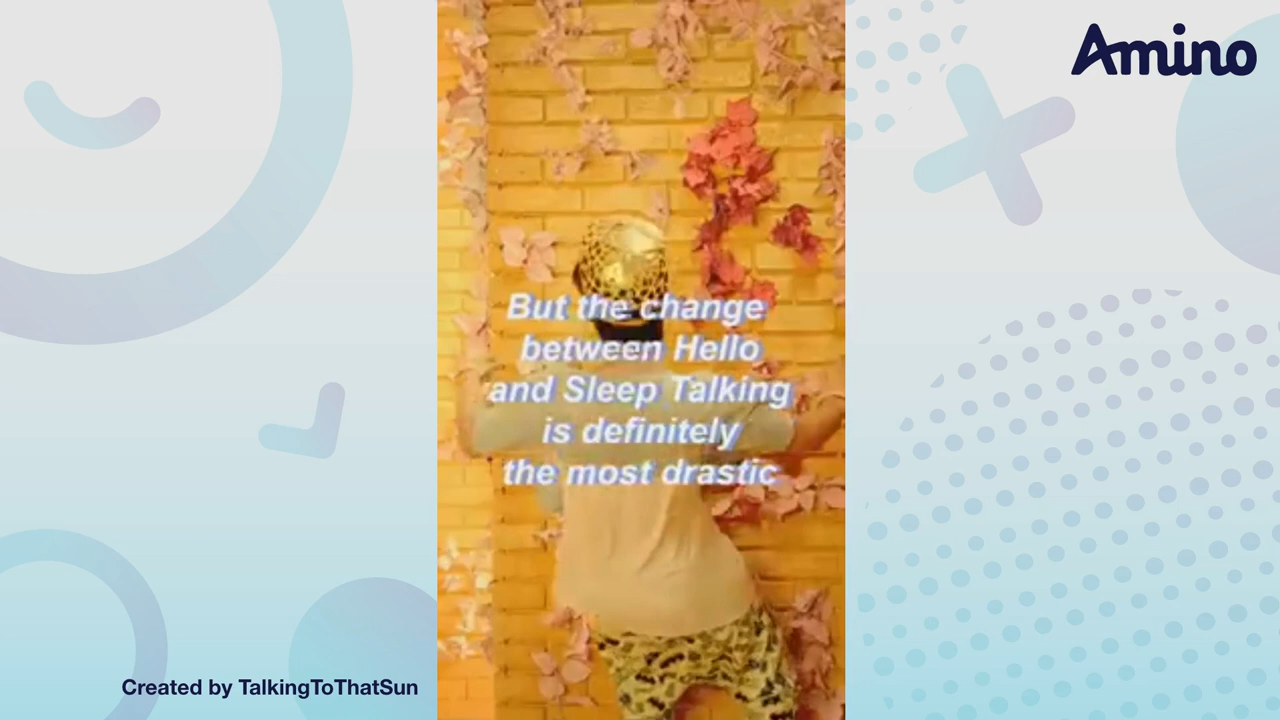 Amino
But the change
between Hello
and Sleep Talking
is definitely
the most drastic
Created by TalkingToThatSun